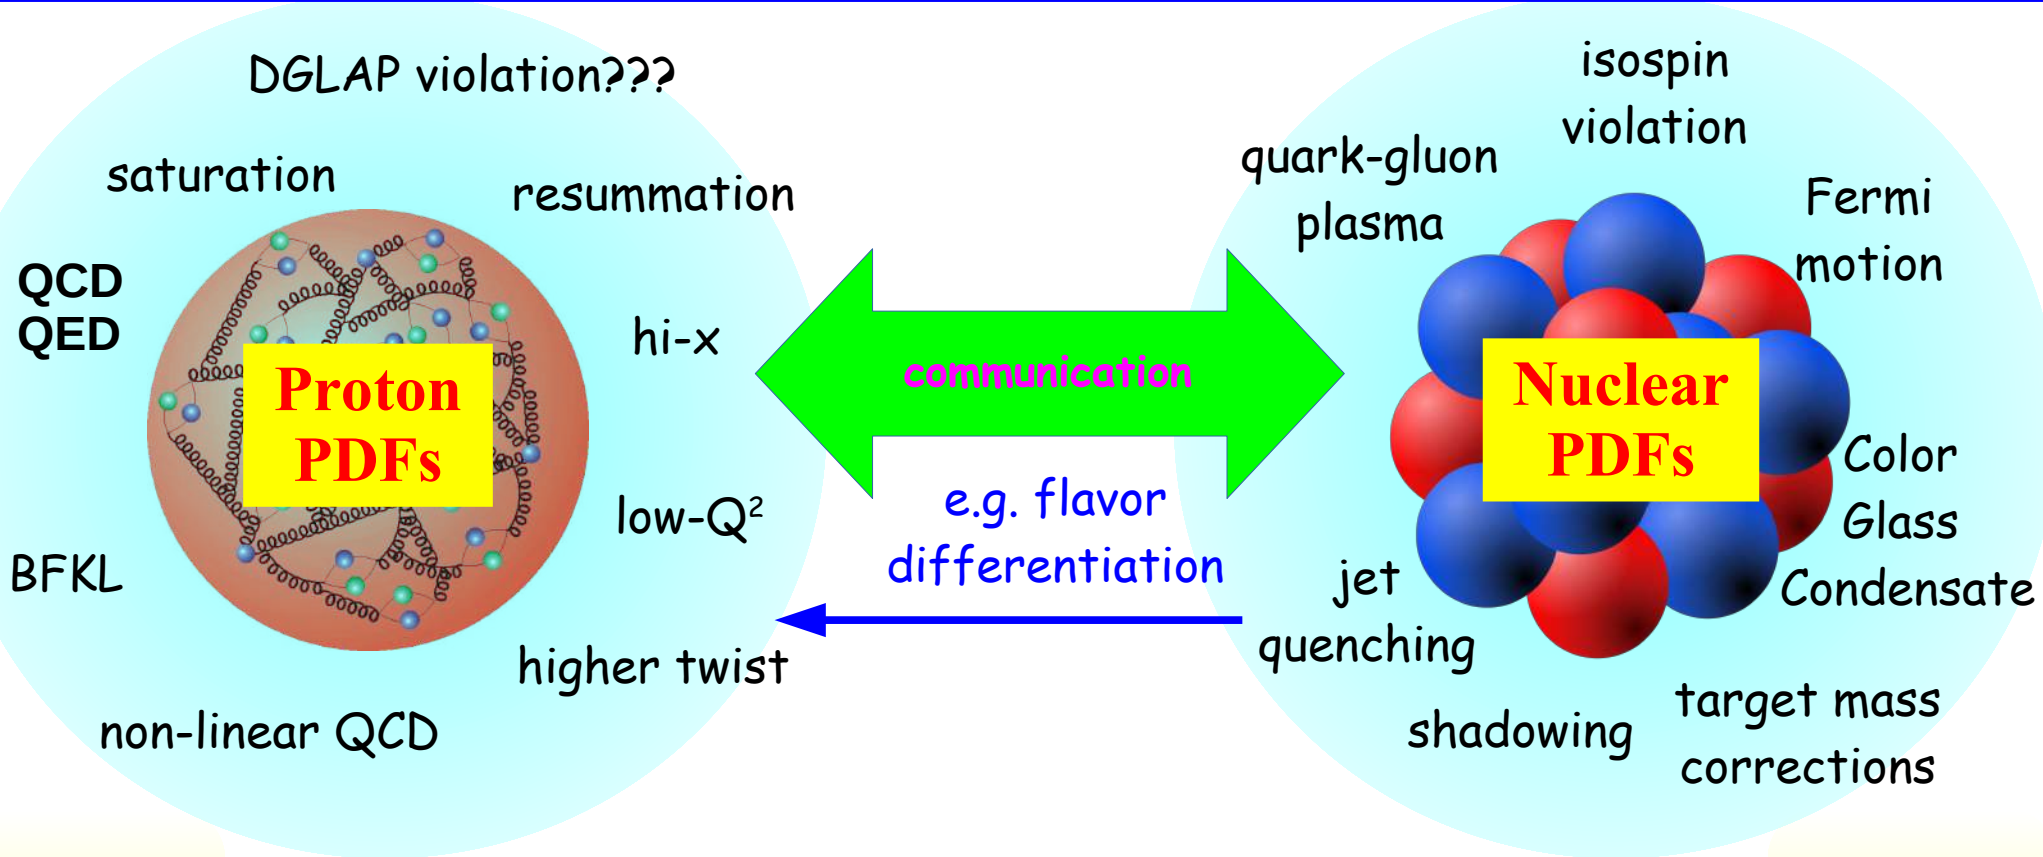 DGLAP violation???
saturation
resummation
QCD
QED
hi-x
Proton
PDFs
low-Q²
BFKL
higher twist
non-linear QCD
communication
e.g. flavor
differentiation
isospin
violation
quark-gluon
plasma
Fermi
motion
Nuclear
PDFs
Color
Glass
Condensate
jet
quenching
shadowing
target mass
corrections